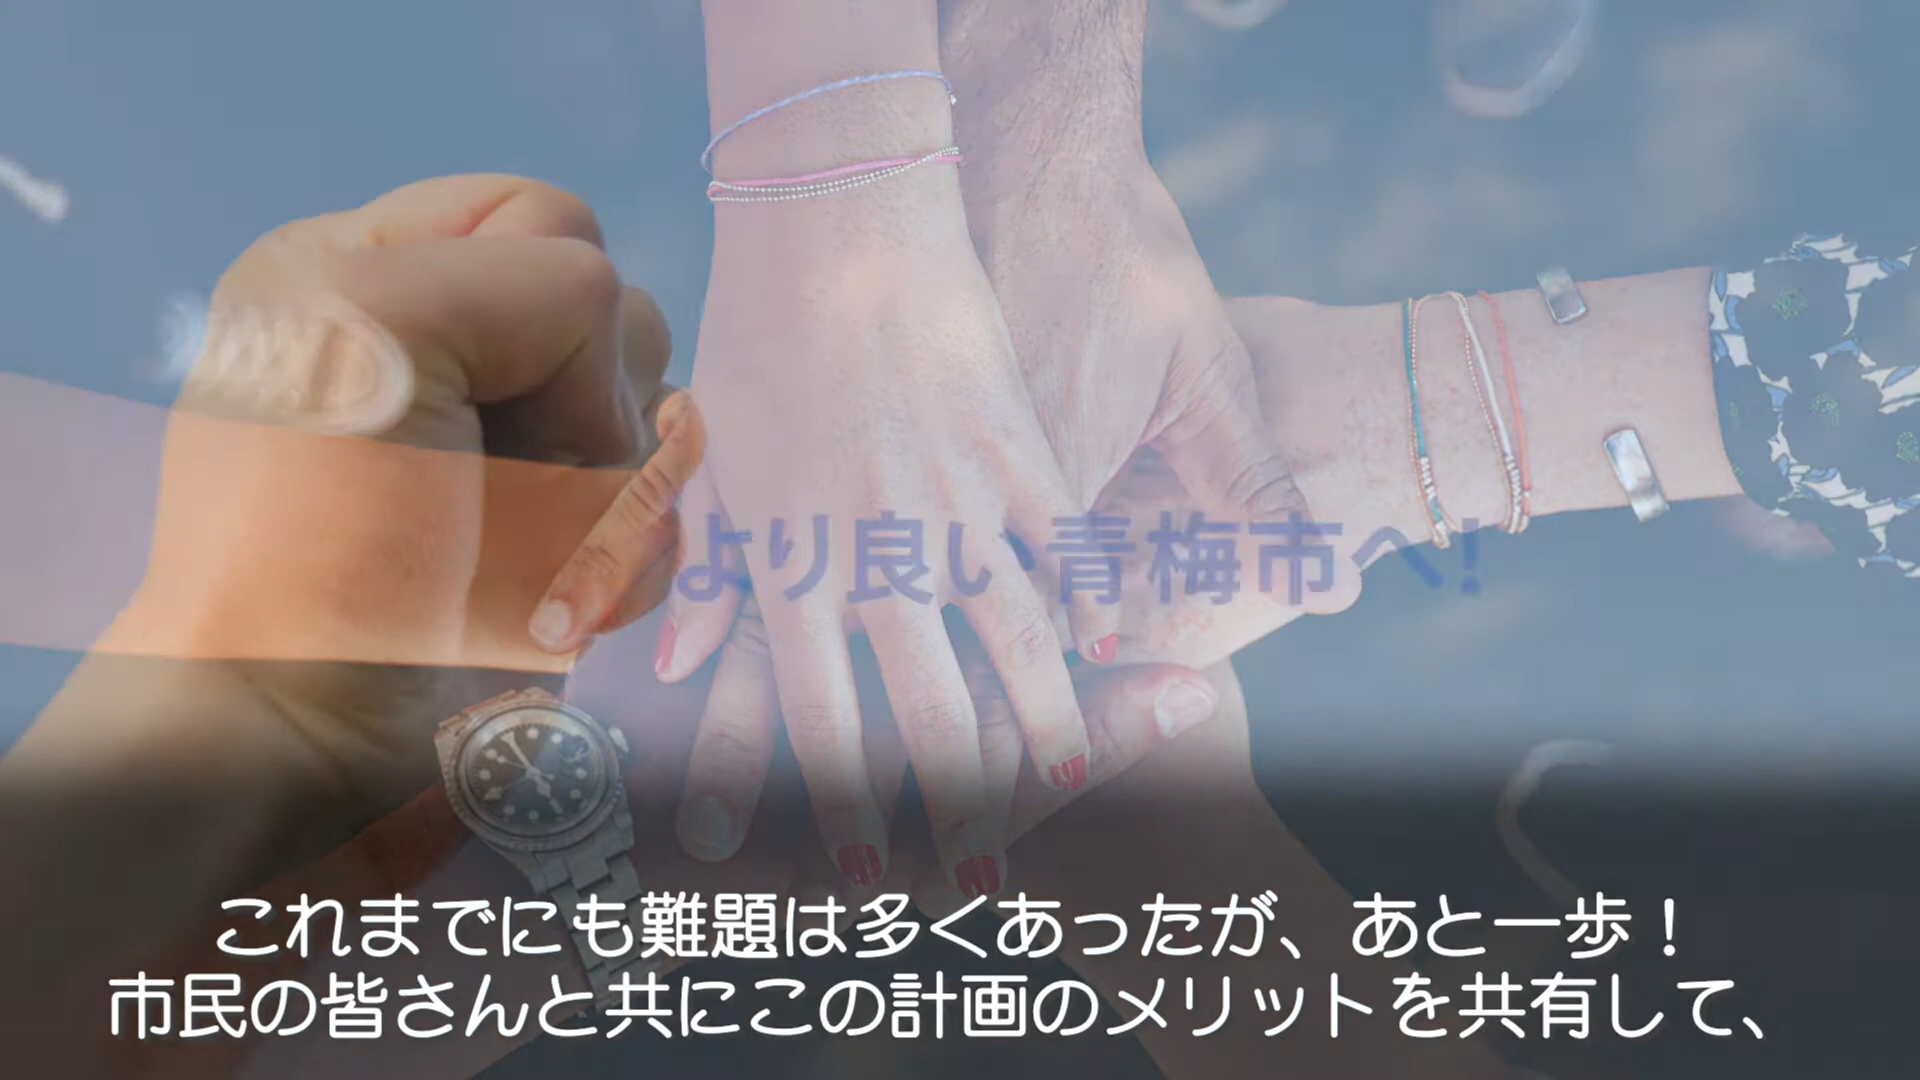 より良い青梅市へ！
これまでにも難題は多くあったが、あと一歩！
市民の皆さんと共にこの計画のメリットを共有して、